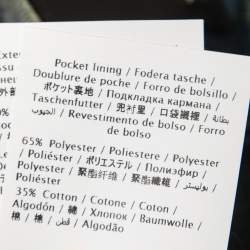 Exter
Assu
Pocket lining / Fodera tasche /
Doublure de poche / Forro de bolsillo /
ポケット裏地 / Подкладка кармана /
Taschenfutter / 兜衬里 / 口袋襯裡 / بطانة
الجيوب / Revestimento de bolso / Forro
de bolso
65% Polyester / Poliestere / Polyester
/ Poliéster / ポリエステル / Полиэфир /
Polyester / 聚酯纤维 / 聚酯纖維 / بوليستر /
Poliéster
35% Cotton / Cotone / Coton /
Algodón / 綿 / Хлопок / Baumwolle /
棉 / 棉 / قطن / Algodão